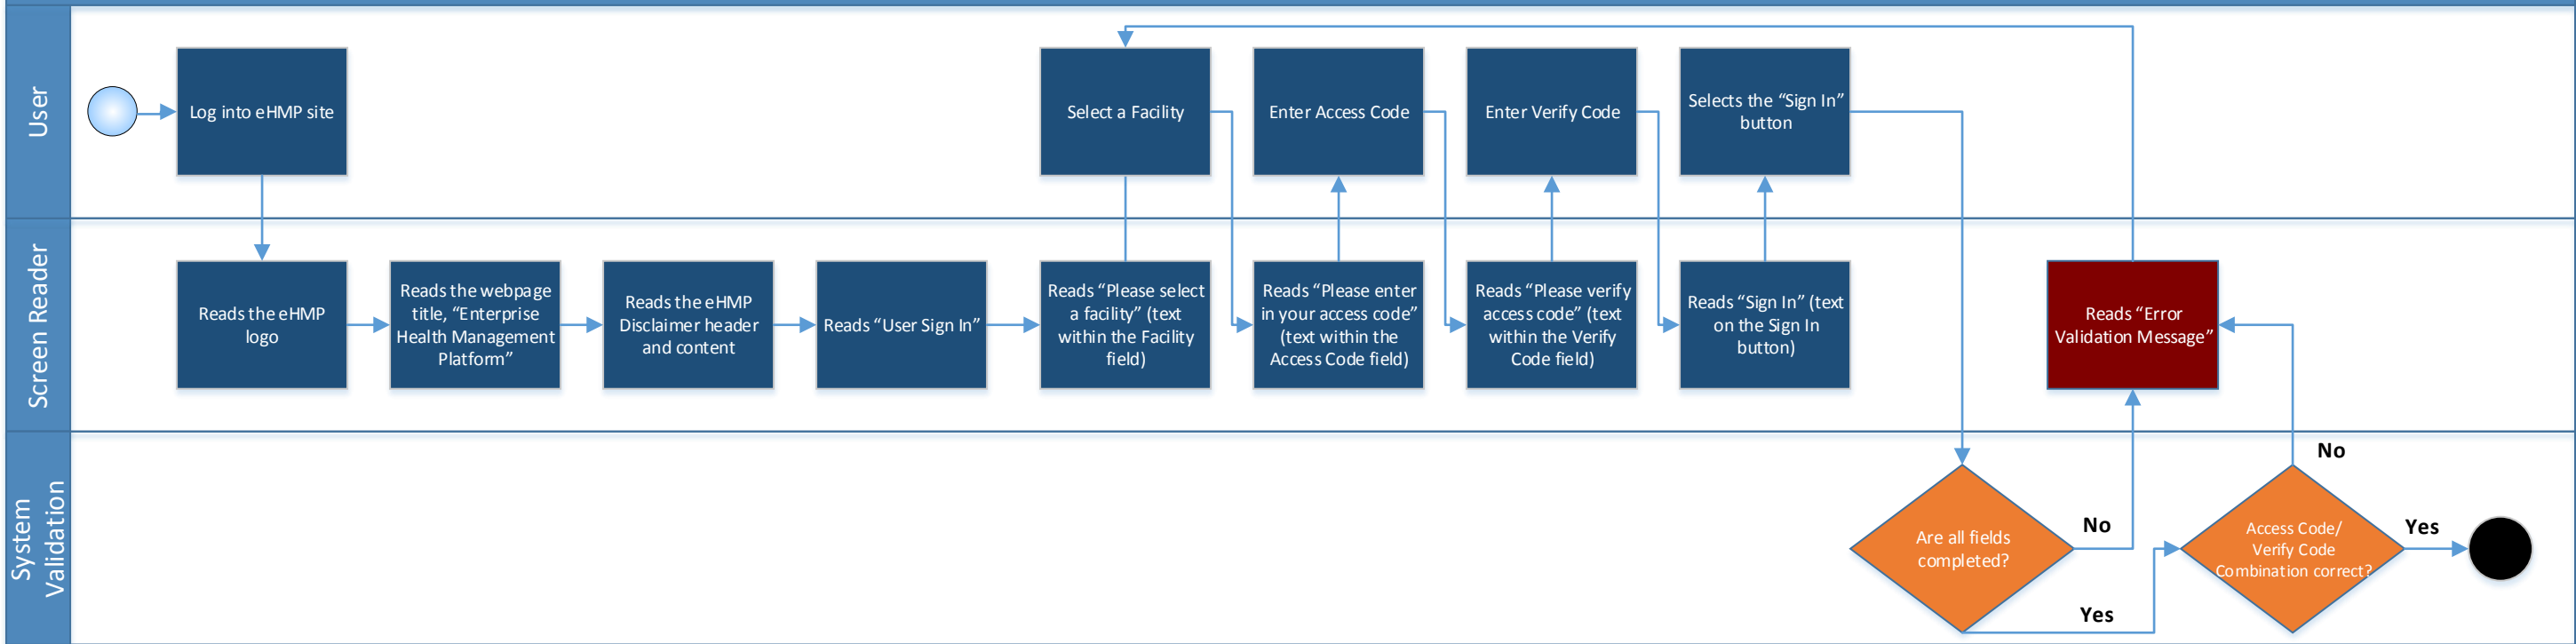 User
Log into eHMP site
Select a Facility
Enter Access Code
Enter Verify Code
Selects the “Sign In”
button
Screen Reader
Reads the eHMP
logo
Reads the webpage
title, “Enterprise
Health Management
Platform”
Reads the eHMP
Disclaimer header
and content
Reads “User Sign In”
Reads “Please select
a facility” (text
within the Facility
field)
Reads “Please enter
in your access code”
(text within the
Access Code field)
Reads “Please verify
access code” (text
within the Verify
Code field)
Reads “Sign In” (text
on the Sign In
button)
Reads “Error
Validation Message”
System
Validation
Are all fields
completed?
No
Yes
Access Code/
Verify Code
Combination correct?
No
Yes